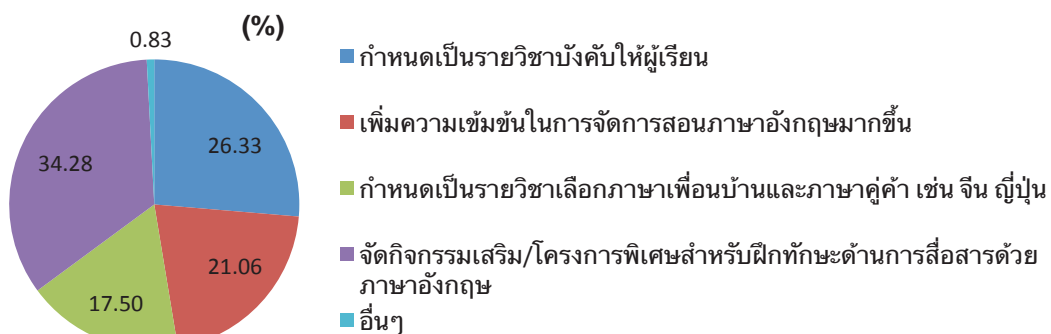 (%)
0.83
26.33
34.28
21.06
17.50
กำหนดเป็นรายวิชาบังคับให้ผู้เรียน
เพิ่มความเข้มข้นในการจัดการสอนภาษาอังกฤษมากขึ้น
กำหนดเป็นรายวิชาเลือกภาษาเพื่อนบ้านและภาษาคู่ค้า เช่น จีน ญี่ปุ่น
จัดกิจกรรมเสริม/โครงการพิเศษสำหรับฝึกทักษะด้านการสื่อสารด้วย
ภาษาอังกฤษ
อื่นๆ